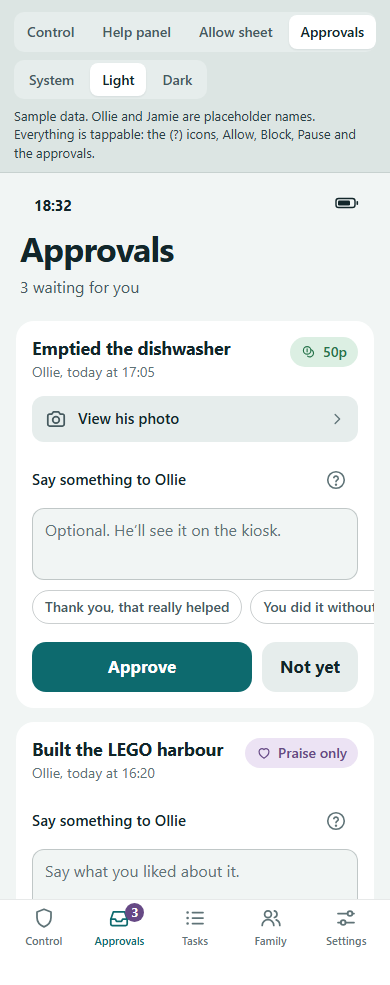 Control Help panel Allow sheet Approvals
System Light Dark
Sample data. Ollie and Jamie are placeholder names.
Everything is tappable: the (?) icons, Allow, Block, Pause and
the approvals.
18:32
Approvals
3 waiting for you
Emptied the dishwasher
50p
Ollie, today at 17:05
View his photo
Say something to Ollie
?
Optional. He'll see it on the kiosk.
Thank you, that really helped
You did it without
Approve
Not yet
Built the LEGO harbour
Praise only
Ollie, today at 16:20
Say something to Ollie
?
Say what you liked about it.
3
Control Approvals Tasks Family Settings